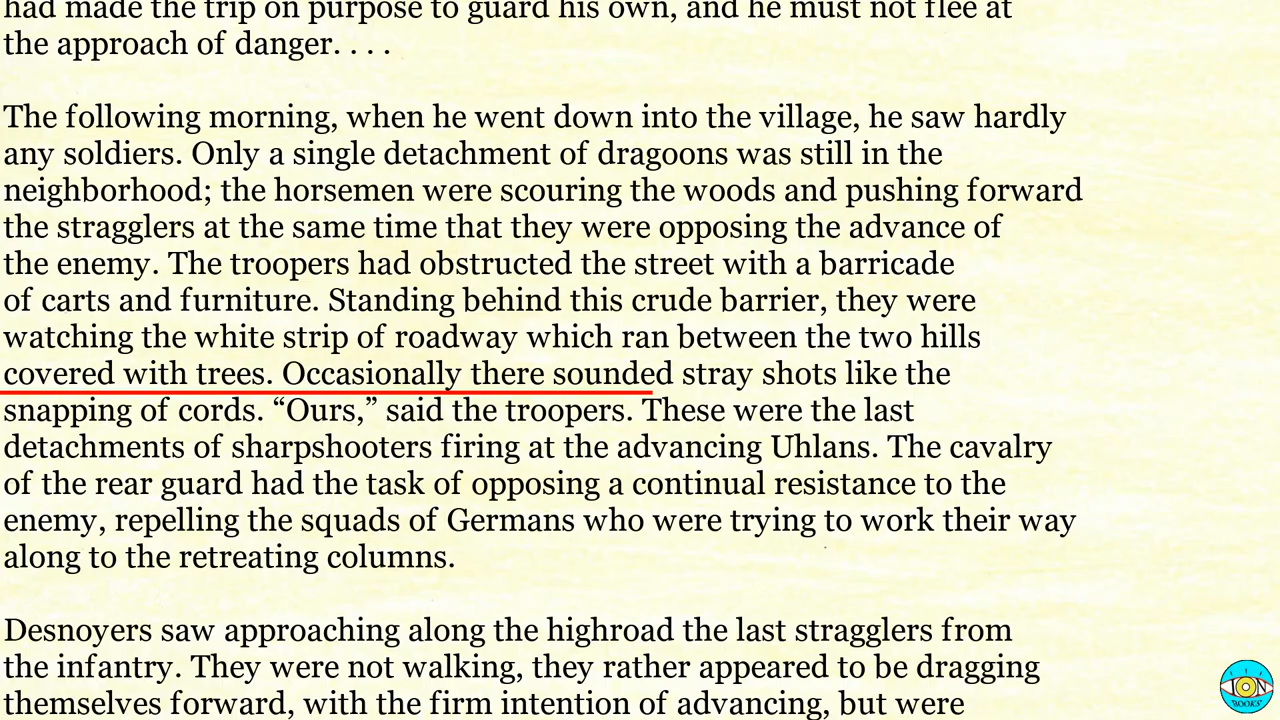 had made the trip on purpose to guard his own, and he must not flee at
the approach of danger. . . .
The following morning, when he went down into the village, he saw hardly
any soldiers. Only a single detachment of dragoons was still in the
neighborhood; the horsemen were scouring the woods and pushing forward
the stragglers at the same time that they were opposing the advance of
the enemy. The troopers had obstructed the street with a barricade
of carts and furniture. Standing behind this crude barrier, they were
watching the white strip of roadway which ran between the two hills
covered with trees. Occasionally there sounded stray shots like the
snapping of cords. “Ours,” said the troopers. These were the last
detachments of sharpshooters firing at the advancing Uhlans. The cavalry
of the rear guard had the task of opposing a continual resistance to the
enemy, repelling the squads of Germans who were trying to work their way
along to the retreating columns.
Desnoyers saw approaching along the highroad the last stragglers from
the infantry. They were not walking, they rather appeared to be dragging
themselves forward, with the firm intention of advancing, but were
ION
BOOKS